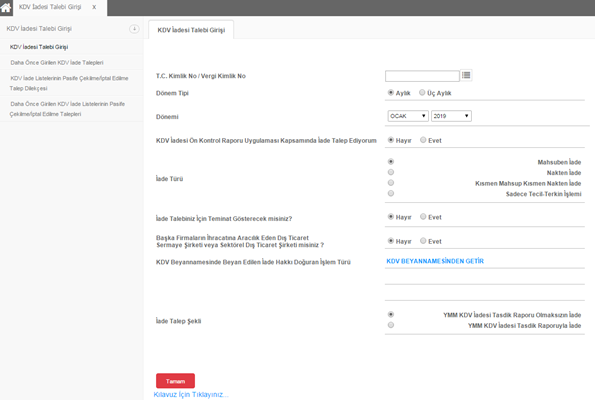 KDV İadesi Talebi Girişi x
KDV İadesi Talebi Girişi
KDV İadesi Talebi Girişi
Daha Önce Girilen KDV İade Talepleri
KDV İade Listelerinin Pasife Çekilme/İptal Edilme
Talep Dilekçesi
Daha Önce Girilen KDV İade Listelerinin Pasife
Çekilme/İptal Edilme Talepleri
KDV İadesi Talebi Girişi
T.C. Kimlik No / Vergi Kimlik No
Dönem Tipi Aylık Üç Aylık
Dönemi OCAK 2019
KDV İadesi Ön Kontrol Raporu Uygulaması Kapsamında İade Talep Ediyorum Hayır Evet
Mahsuben İade
Nakten İade
İade Türü
Kısmen Mahsup Kısmen Nakten İade
Sadece Tecil-Terkin İşlemi
İade Talebiniz İçin Teminat Gösterecek misiniz? Hayır Evet
Başka Firmaların İhracatına Aracılık Eden Dış Ticaret
Sermaye Şirketi veya Sektörel Dış Ticaret Şirketi misiniz ? Hayır Evet
KDV Beyannamesinde Beyan Edilen İade Hakkı Doğuran İşlem Türü KDV BEYANNAMESİNDEN GETİR
YMM KDV İadesi Tasdik Raporu Olmaksızın İade
İade Talep Şekli
YMM KDV İadesi Tasdik Raporuyla İade
Tamam
Kılavuz İçin Tıklayınız...